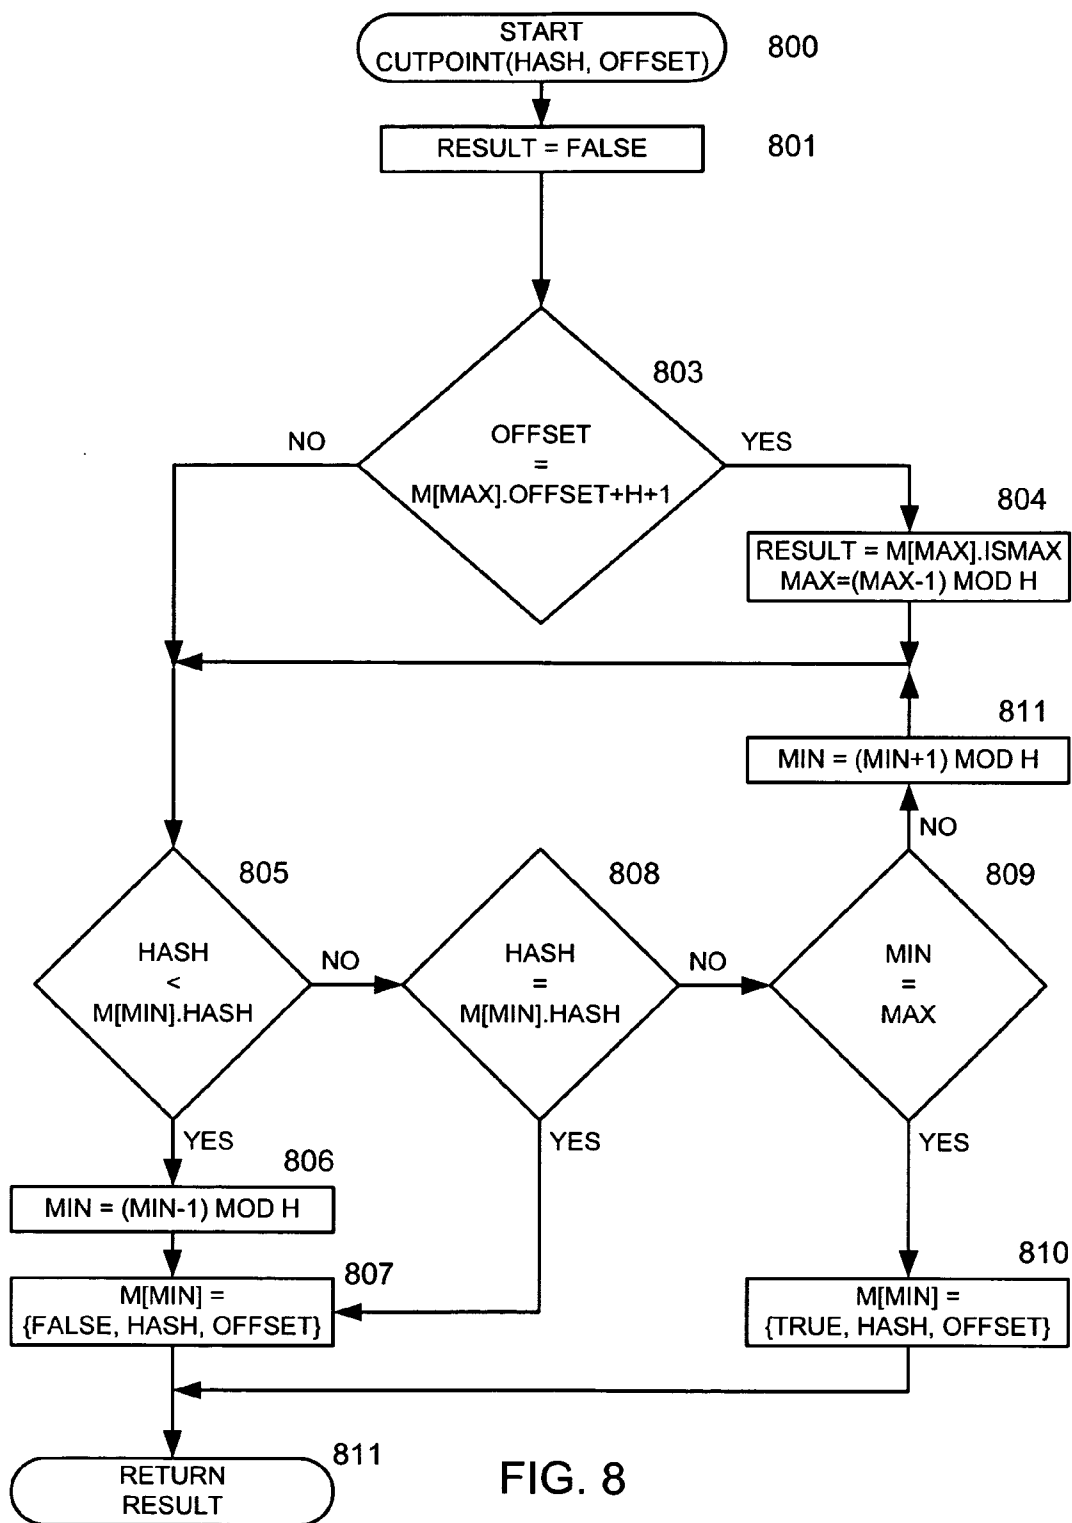 START
CUTPOINT(HASH, OFFSET)
800
RESULT = FALSE
801
803
OFFSET
=
M[MAX].OFFSET+H+1
NO
YES
804
RESULT = M[MAX].ISMAX
MAX=(MAX-1) MOD H
811
MIN = (MIN+1) MOD H
NO
805
HASH
<
M[MIN].HASH
NO
808
HASH
=
M[MIN].HASH
NO
809
MIN
=
MAX
YES
YES
YES
806
MIN = (MIN-1) MOD H
807
M[MIN] =
{FALSE, HASH, OFFSET}
810
M[MIN] =
{TRUE, HASH, OFFSET}
811
RETURN
RESULT
FIG. 8